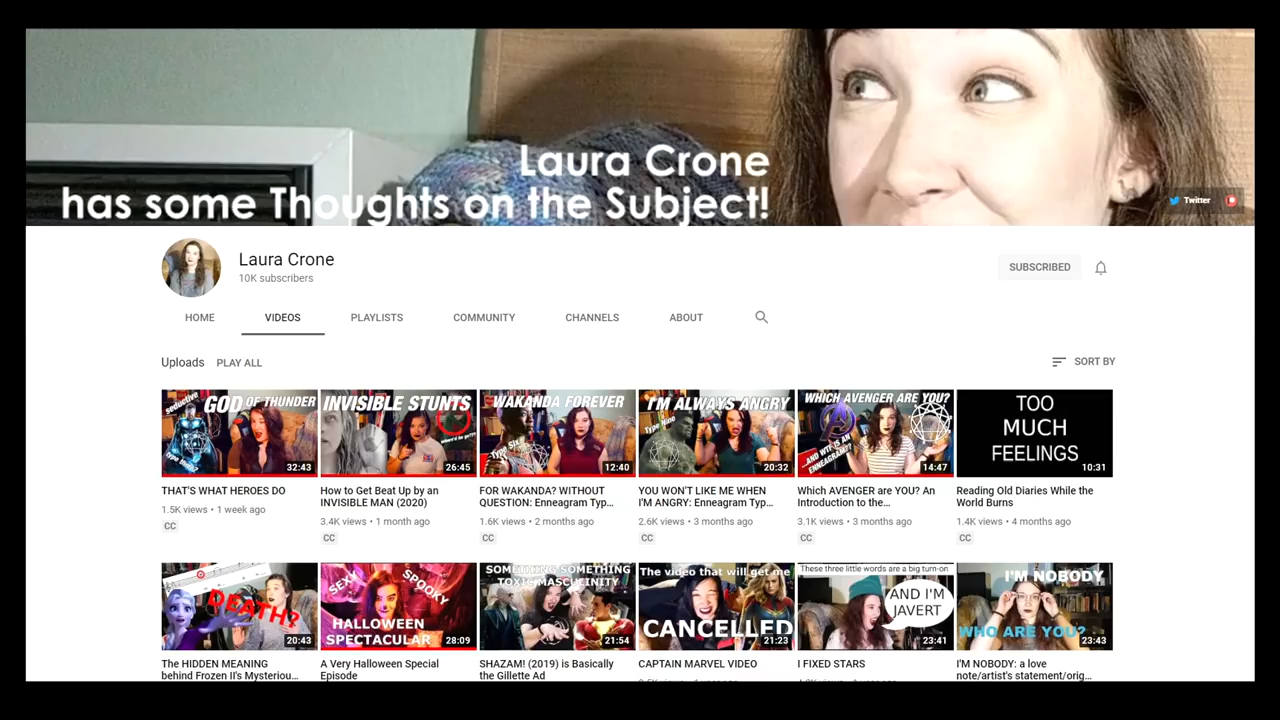 Laura Crone
has some Thoughts on the Subject!
Twitter
Laura Crone
10K subscribers
SUBSCRIBED
HOME VIDEOS PLAYLISTS COMMUNITY CHANNELS ABOUT
Uploads PLAY ALL SORT BY
seductive
GOD OF THUNDER
32:43
INVISIBLE STUNTS
26:45
WAKANDA FOREVER
Type Six
12:40
I'M ALWAYS ANGRY
Type Nine
20:32
WHICH AVENGER ARE YOU?
...AND WTF IS AN
ENNEAGRAM??
14:47
TOO
MUCH
FEELINGS
10:31
THAT'S WHAT HEROES DO
1.5K views • 1 week ago
CC
How to Get Beat Up by an
INVISIBLE MAN (2020)
3.4K views • 1 month ago
CC
FOR WAKANDA? WITHOUT
QUESTION: Enneagram Typ...
1.6K views • 2 months ago
CC
YOU WON'T LIKE ME WHEN
I'M ANGRY: Enneagram Typ...
2.6K views • 3 months ago
CC
Which AVENGER are YOU? An
Introduction to the...
3.1K views • 3 months ago
CC
Reading Old Diaries While the
World Burns
1.4K views • 4 months ago
CC
DEATH?
20:43
SEXY
SPOOKY
HALLOWEEN
SPECTACULAR
28:09
SOMETHING SOMETHING
TOXIC MASCULINITY
21:54
The video that will get me
CANCELLED
21:23
These three little words are a big turn-on
AND I'M
JAVERT
23:41
I'M NOBODY
WHO ARE YOU?
23:43
The HIDDEN MEANING
behind Frozen II's Mysteriou...
A Very Halloween Special
Episode
SHAZAM! (2019) is Basically
the Gillette Ad
CAPTAIN MARVEL VIDEO
I FIXED STARS
I'M NOBODY: a love
note/artist's statement/orig...